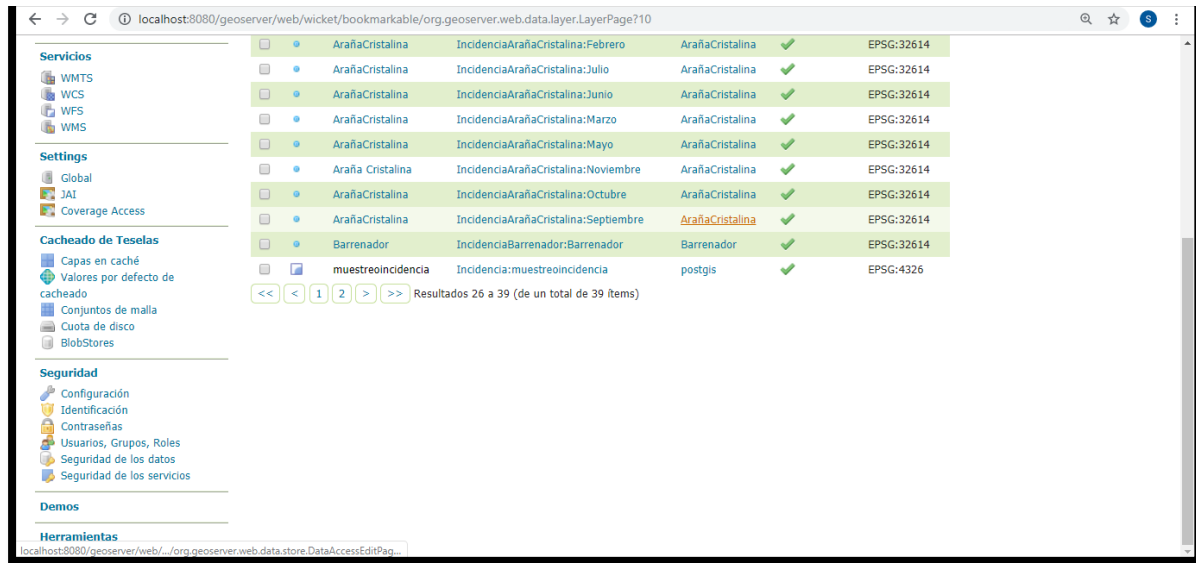 localhost:8080/geoserver/web/wicket/bookmarkable/org.geoserver.web.data.layer.LayerPage?10
S
Servicios
WMTS
WCS
WFS
WMS
Settings
Global
JAI
Coverage Access
Cacheado de Teselas
Capas en caché
Valores por defecto de
cacheado
Conjuntos de malla
Cuota de disco
BlobStores
Seguridad
Configuración
Identificación
Contraseñas
Usuarios, Grupos, Roles
Seguridad de los datos
Seguridad de los servicios
Demos
Herramientas
ArañaCristalina IncidenciaArañaCristalina:Febrero ArañaCristalina EPSG:32614
ArañaCristalina IncidenciaArañaCristalina:Julio ArañaCristalina EPSG:32614
ArañaCristalina IncidenciaArañaCristalina:Junio ArañaCristalina EPSG:32614
ArañaCristalina IncidenciaArañaCristalina:Marzo ArañaCristalina EPSG:32614
ArañaCristalina IncidenciaArañaCristalina:Mayo ArañaCristalina EPSG:32614
Araña Cristalina IncidenciaArañaCristalina:Noviembre ArañaCristalina EPSG:32614
ArañaCristalina IncidenciaArañaCristalina:Octubre ArañaCristalina EPSG:32614
ArañaCristalina IncidenciaArañaCristalina:Septiembre ArañaCristalina EPSG:32614
Barrenador IncidenciaBarrenador:Barrenador Barrenador EPSG:32614
muestreoincidencia Incidencia:muestreoincidencia postgis EPSG:4326
<< < 1 2 > >> Resultados 26 a 39 (de un total de 39 ítems)
localhost:8080/geoserver/web/.../org.geoserver.web.data.store.DataAccessEditPag...